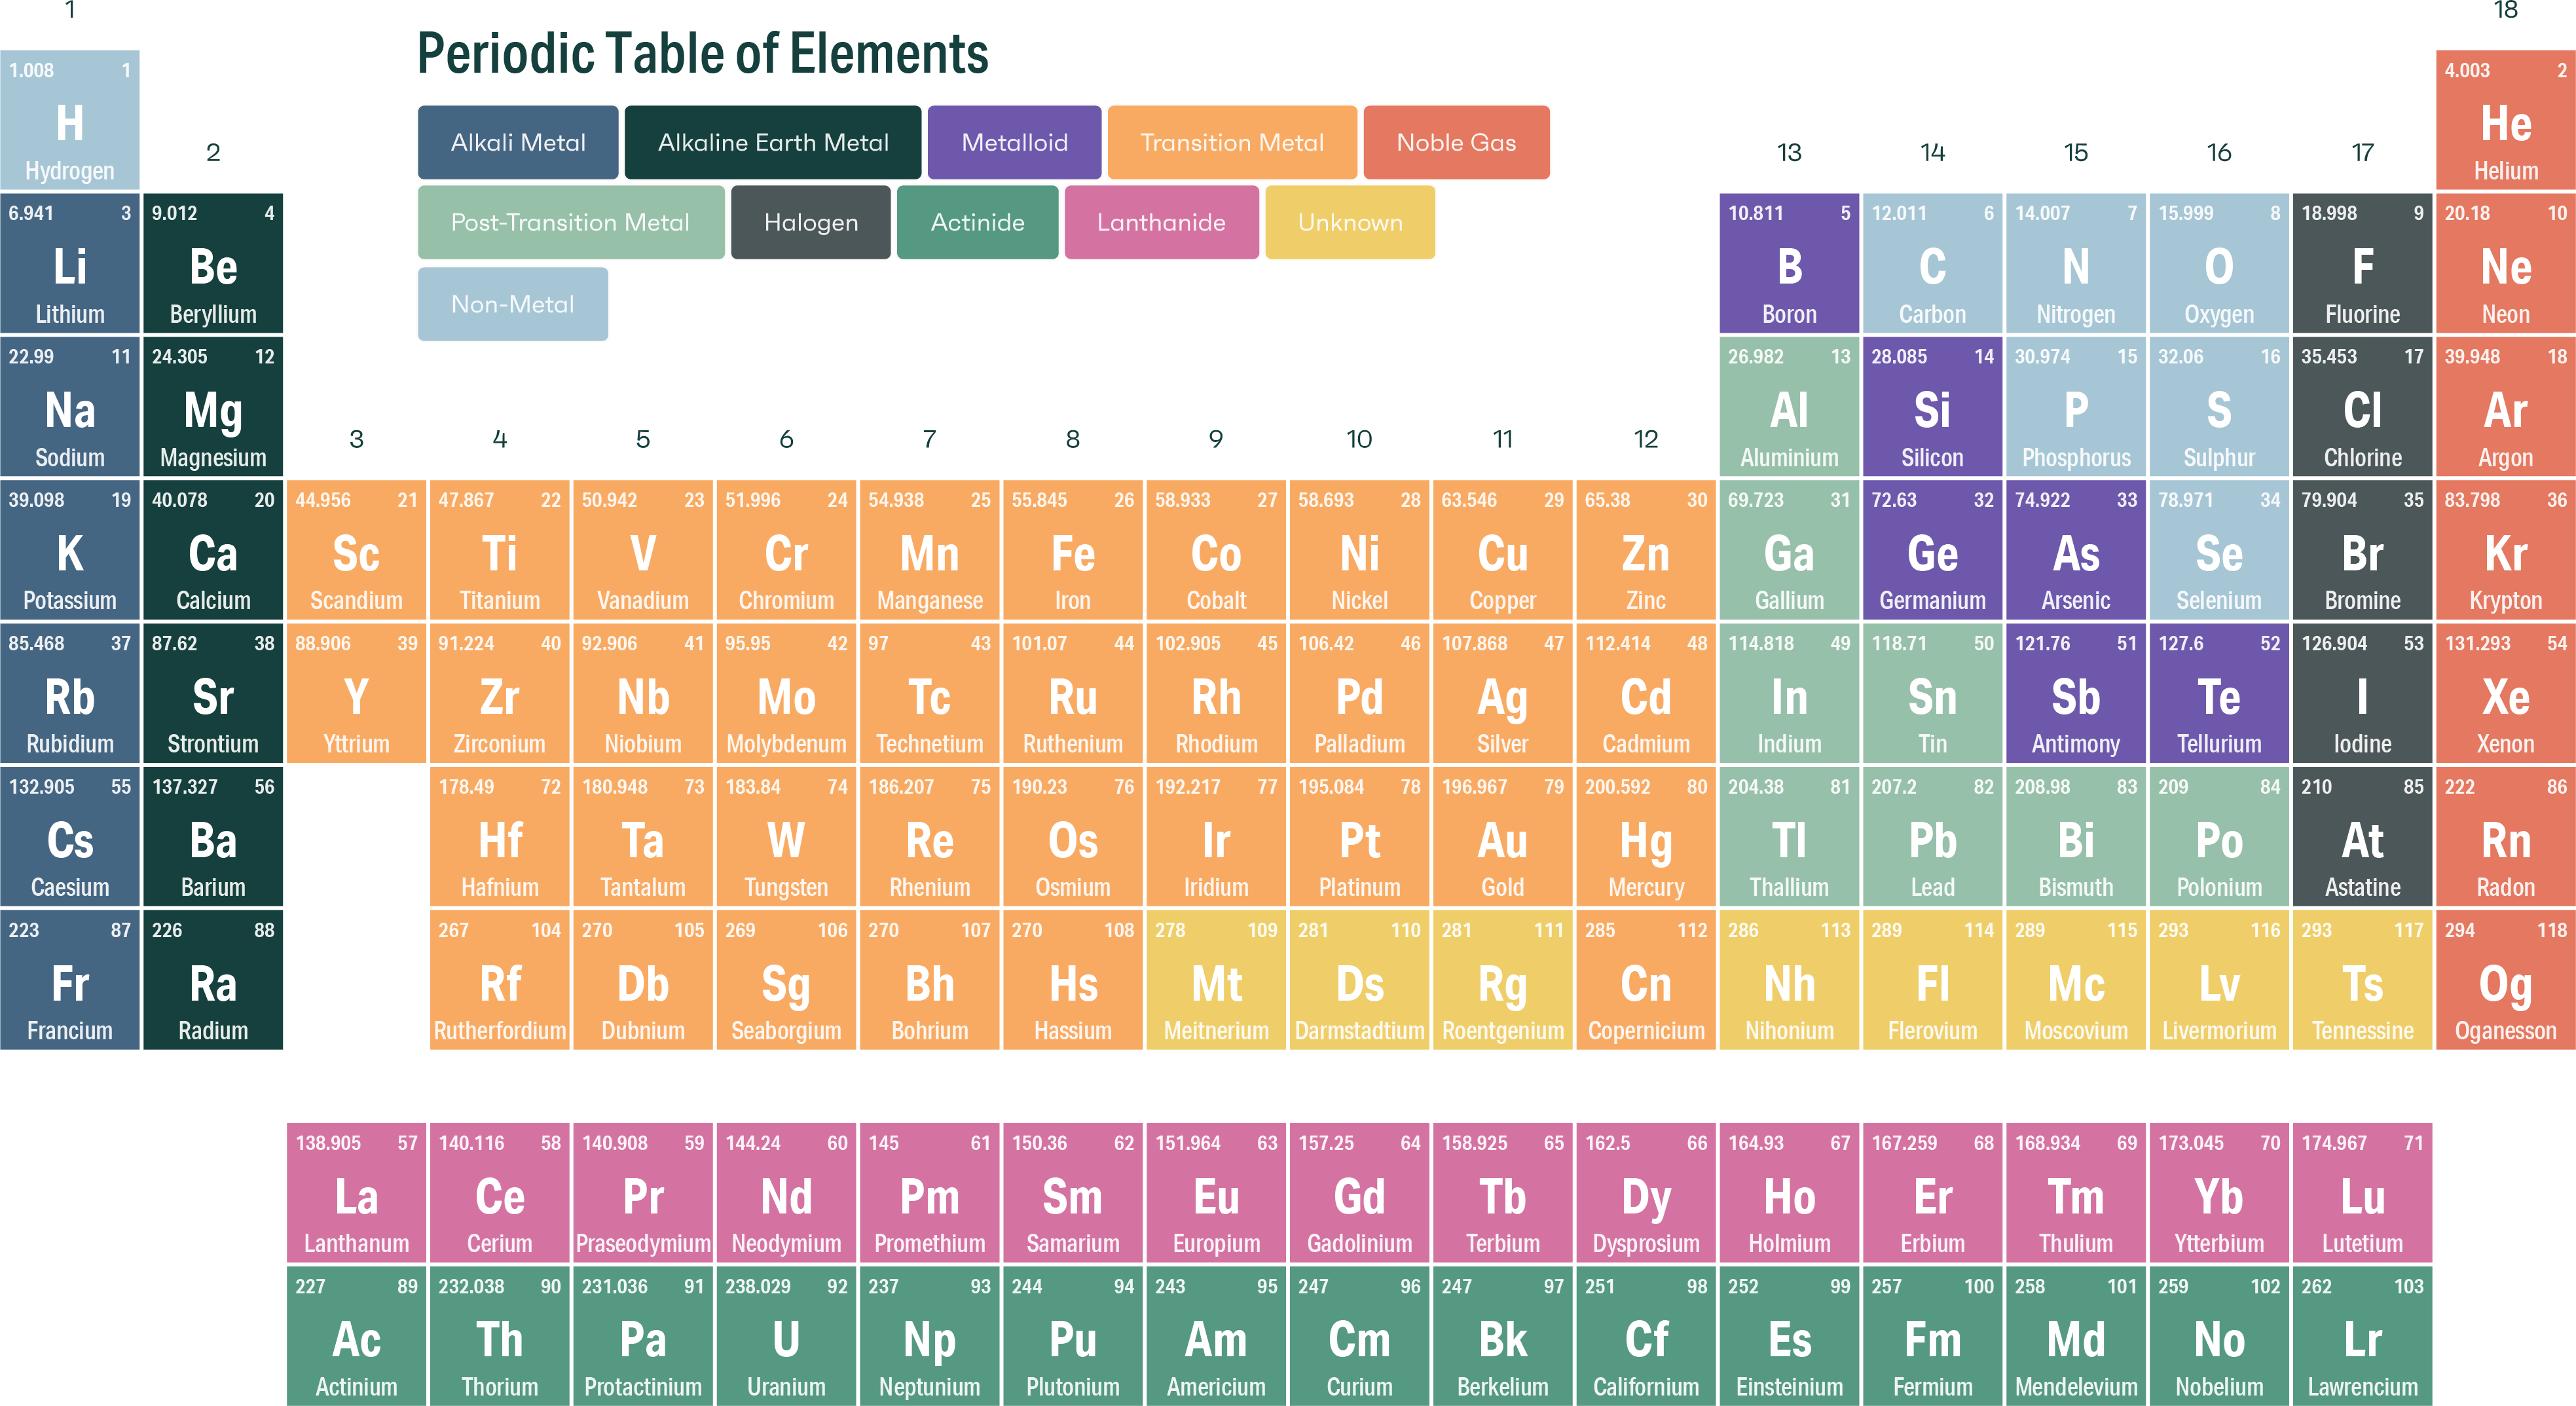 1
18
Periodic Table of Elements
1.008 1
H
Hydrogen
4.003 2
He
Helium
Alkali Metal
Alkaline Earth Metal
Metalloid
Transition Metal
Noble Gas
2
13
14
15
16
17
Post-Transition Metal
Halogen
Actinide
Lanthanide
Unknown
Non-Metal
6.941 3
Li
Lithium
9.012 4
Be
Beryllium
10.811 5
B
Boron
12.011 6
C
Carbon
14.007 7
N
Nitrogen
15.999 8
O
Oxygen
18.998 9
F
Fluorine
20.18 10
Ne
Neon
22.99 11
Na
Sodium
24.305 12
Mg
Magnesium
26.982 13
Al
Aluminium
28.085 14
Si
Silicon
30.974 15
P
Phosphorus
32.06 16
S
Sulphur
35.453 17
Cl
Chlorine
39.948 18
Ar
Argon
3
4
5
6
7
8
9
10
11
12
39.098 19
K
Potassium
40.078 20
Ca
Calcium
44.956 21
Sc
Scandium
47.867 22
Ti
Titanium
50.942 23
V
Vanadium
51.996 24
Cr
Chromium
54.938 25
Mn
Manganese
55.845 26
Fe
Iron
58.933 27
Co
Cobalt
58.693 28
Ni
Nickel
63.546 29
Cu
Copper
65.38 30
Zn
Zinc
69.723 31
Ga
Gallium
72.63 32
Ge
Germanium
74.922 33
As
Arsenic
78.971 34
Se
Selenium
79.904 35
Br
Bromine
83.798 36
Kr
Krypton
85.468 37
Rb
Rubidium
87.62 38
Sr
Strontium
88.906 39
Y
Yttrium
91.224 40
Zr
Zirconium
92.906 41
Nb
Niobium
95.95 42
Mo
Molybdenum
97 43
Tc
Technetium
101.07 44
Ru
Ruthenium
102.905 45
Rh
Rhodium
106.42 46
Pd
Palladium
107.868 47
Ag
Silver
112.414 48
Cd
Cadmium
114.818 49
In
Indium
118.71 50
Sn
Tin
121.76 51
Sb
Antimony
127.6 52
Te
Tellurium
126.904 53
I
Iodine
131.293 54
Xe
Xenon
132.905 55
Cs
Caesium
137.327 56
Ba
Barium
178.49 72
Hf
Hafnium
180.948 73
Ta
Tantalum
183.84 74
W
Tungsten
186.207 75
Re
Rhenium
190.23 76
Os
Osmium
192.217 77
Ir
Iridium
195.084 78
Pt
Platinum
196.967 79
Au
Gold
200.592 80
Hg
Mercury
204.38 81
Tl
Thallium
207.2 82
Pb
Lead
208.98 83
Bi
Bismuth
209 84
Po
Polonium
210 85
At
Astatine
222 86
Rn
Radon
223 87
Fr
Francium
226 88
Ra
Radium
267 104
Rf
Rutherfordium
270 105
Db
Dubnium
269 106
Sg
Seaborgium
270 107
Bh
Bohrium
270 108
Hs
Hassium
278 109
Mt
Meitnerium
281 110
Ds
Darmstadtium
281 111
Rg
Roentgenium
285 112
Cn
Copernicium
286 113
Nh
Nihonium
289 114
Fl
Flerovium
289 115
Mc
Moscovium
293 116
Lv
Livermorium
293 117
Ts
Tennessine
294 118
Og
Oganesson
138.905 57
La
Lanthanum
140.116 58
Ce
Cerium
140.908 59
Pr
Praseodymium
144.24 60
Nd
Neodymium
145 61
Pm
Promethium
150.36 62
Sm
Samarium
151.964 63
Eu
Europium
157.25 64
Gd
Gadolinium
158.925 65
Tb
Terbium
162.5 66
Dy
Dysprosium
164.93 67
Ho
Holmium
167.259 68
Er
Erbium
168.934 69
Tm
Thulium
173.045 70
Yb
Ytterbium
174.967 71
Lu
Lutetium
227 89
Ac
Actinium
232.038 90
Th
Thorium
231.036 91
Pa
Protactinium
238.029 92
U
Uranium
237 93
Np
Neptunium
244 94
Pu
Plutonium
243 95
Am
Americium
247 96
Cm
Curium
247 97
Bk
Berkelium
251 98
Cf
Californium
252 99
Es
Einsteinium
257 100
Fm
Fermium
258 101
Md
Mendelevium
259 102
No
Nobelium
262 103
Lr
Lawrencium